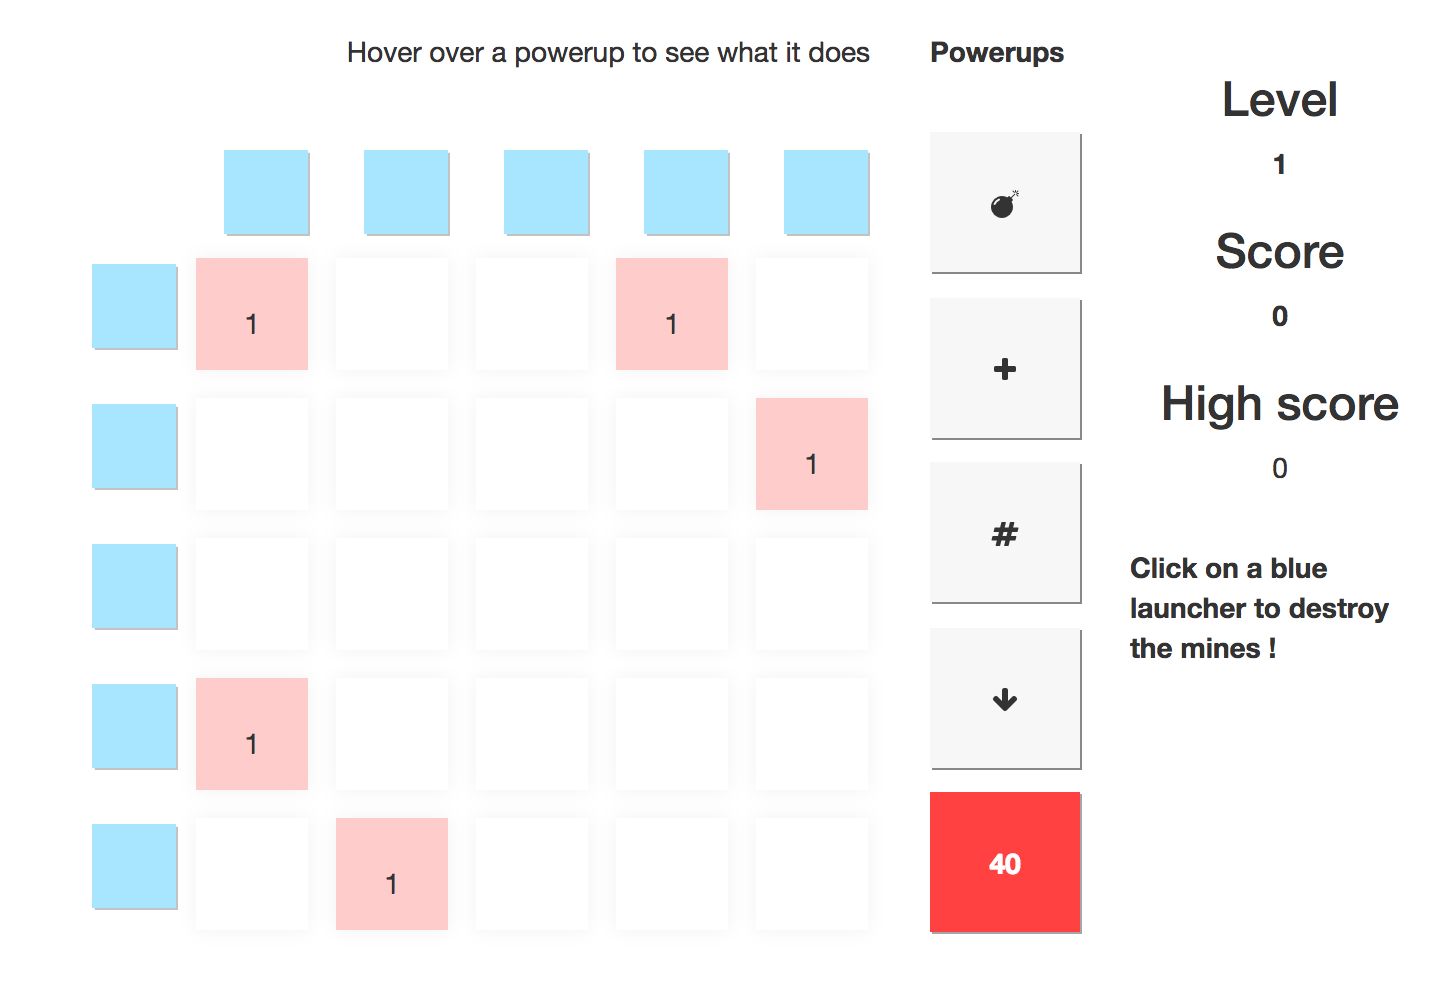 Hover over a powerup to see what it does
Powerups
Level
1
Score
0
High score
0
Click on a blue
launcher to destroy
the mines !
1 1
1
1
1
+
#
40